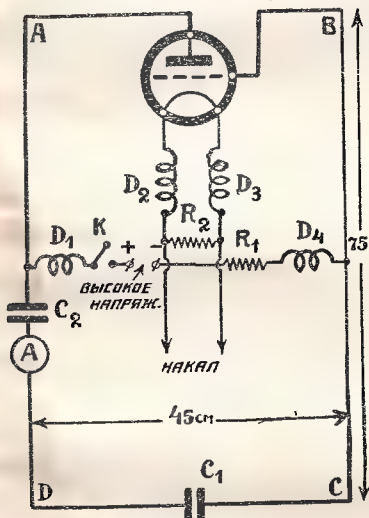 A
B
D₂
D₃
R₂
D₁
K
+
−
R₁
D₄
75
ВЫСОКОЕ
НАПРЯЖ.
C₂
A
НАКАЛ
45см
C₁
D
C